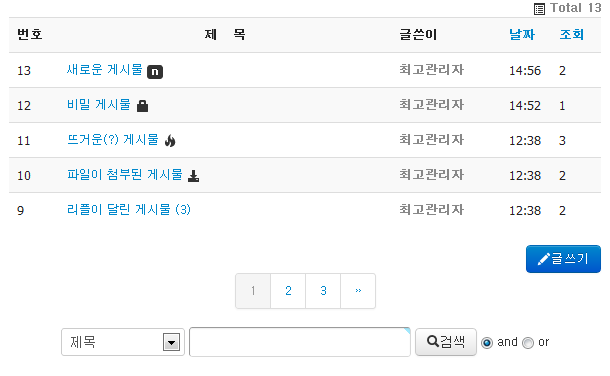 Total 13
번호 제 목 글쓴이 날짜 조회
13 새로운 게시물 n 최고관리자 14:56 2
12 비밀 게시물 최고관리자 14:52 1
11 뜨거운(?) 게시물 최고관리자 12:38 3
10 파일이 첨부된 게시물 최고관리자 12:38 2
9 리플이 달린 게시물 (3) 최고관리자 12:38 2
글쓰기
1 2 3 »
제목 검색 and or